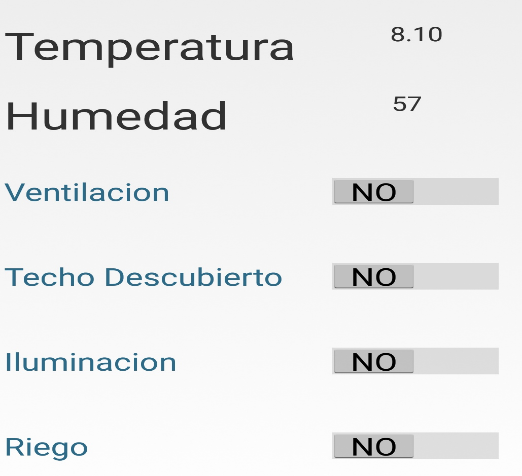 Temperatura 8.10
Humedad 57
Ventilacion NO
Techo Descubierto NO
Iluminacion NO
Riego NO